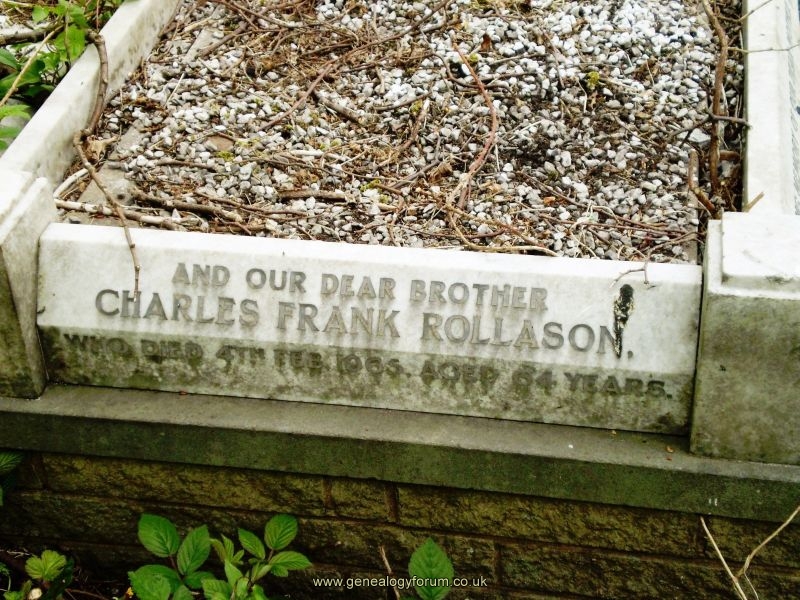 AND OUR DEAR BROTHER
CHARLES FRANK ROLLASON,
WHO DIED 4TH FEB. 1965. AGED 64 YEARS.
www.genealogyforum.co.uk